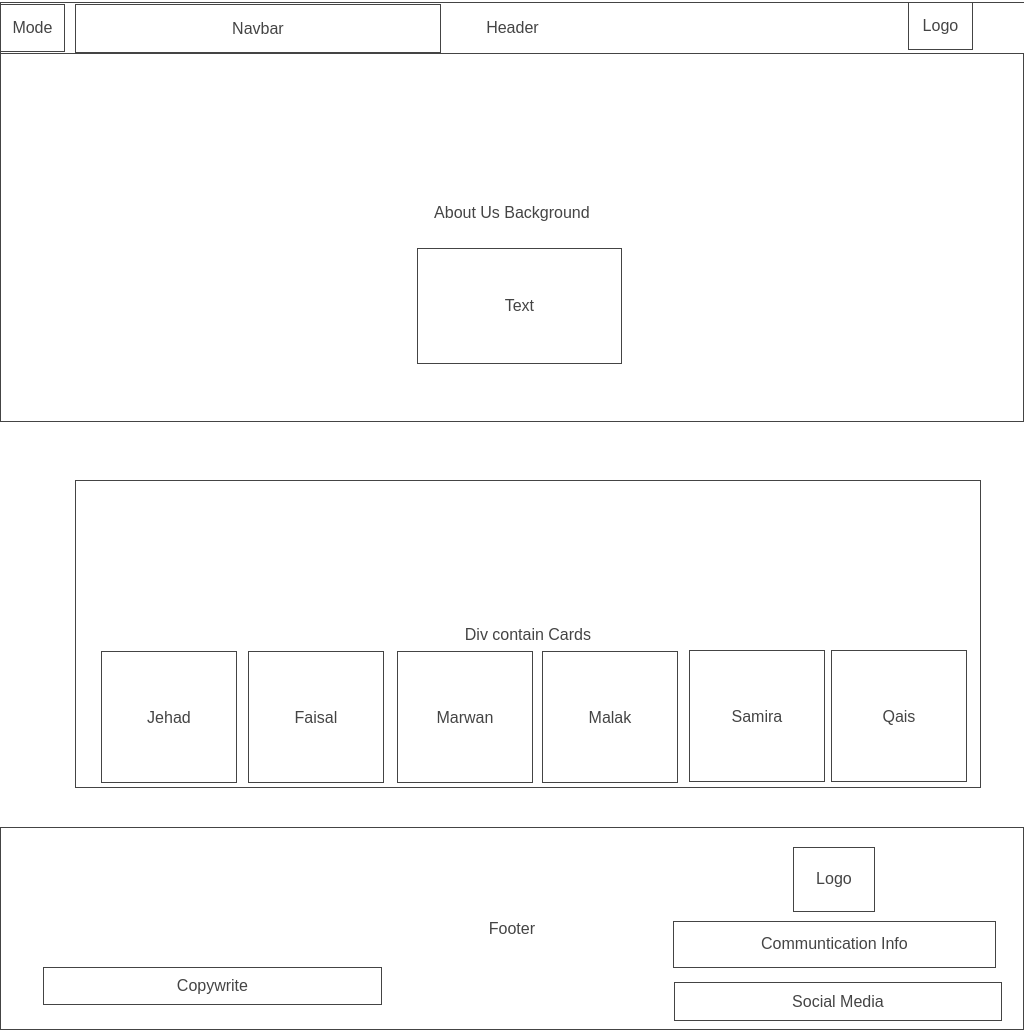 Mode
Navbar
Header
Logo
About Us Background
Text
Div contain Cards
Jehad
Faisal
Marwan
Malak
Samira
Qais
Logo
Footer
Communtication Info
Copywrite
Social Media